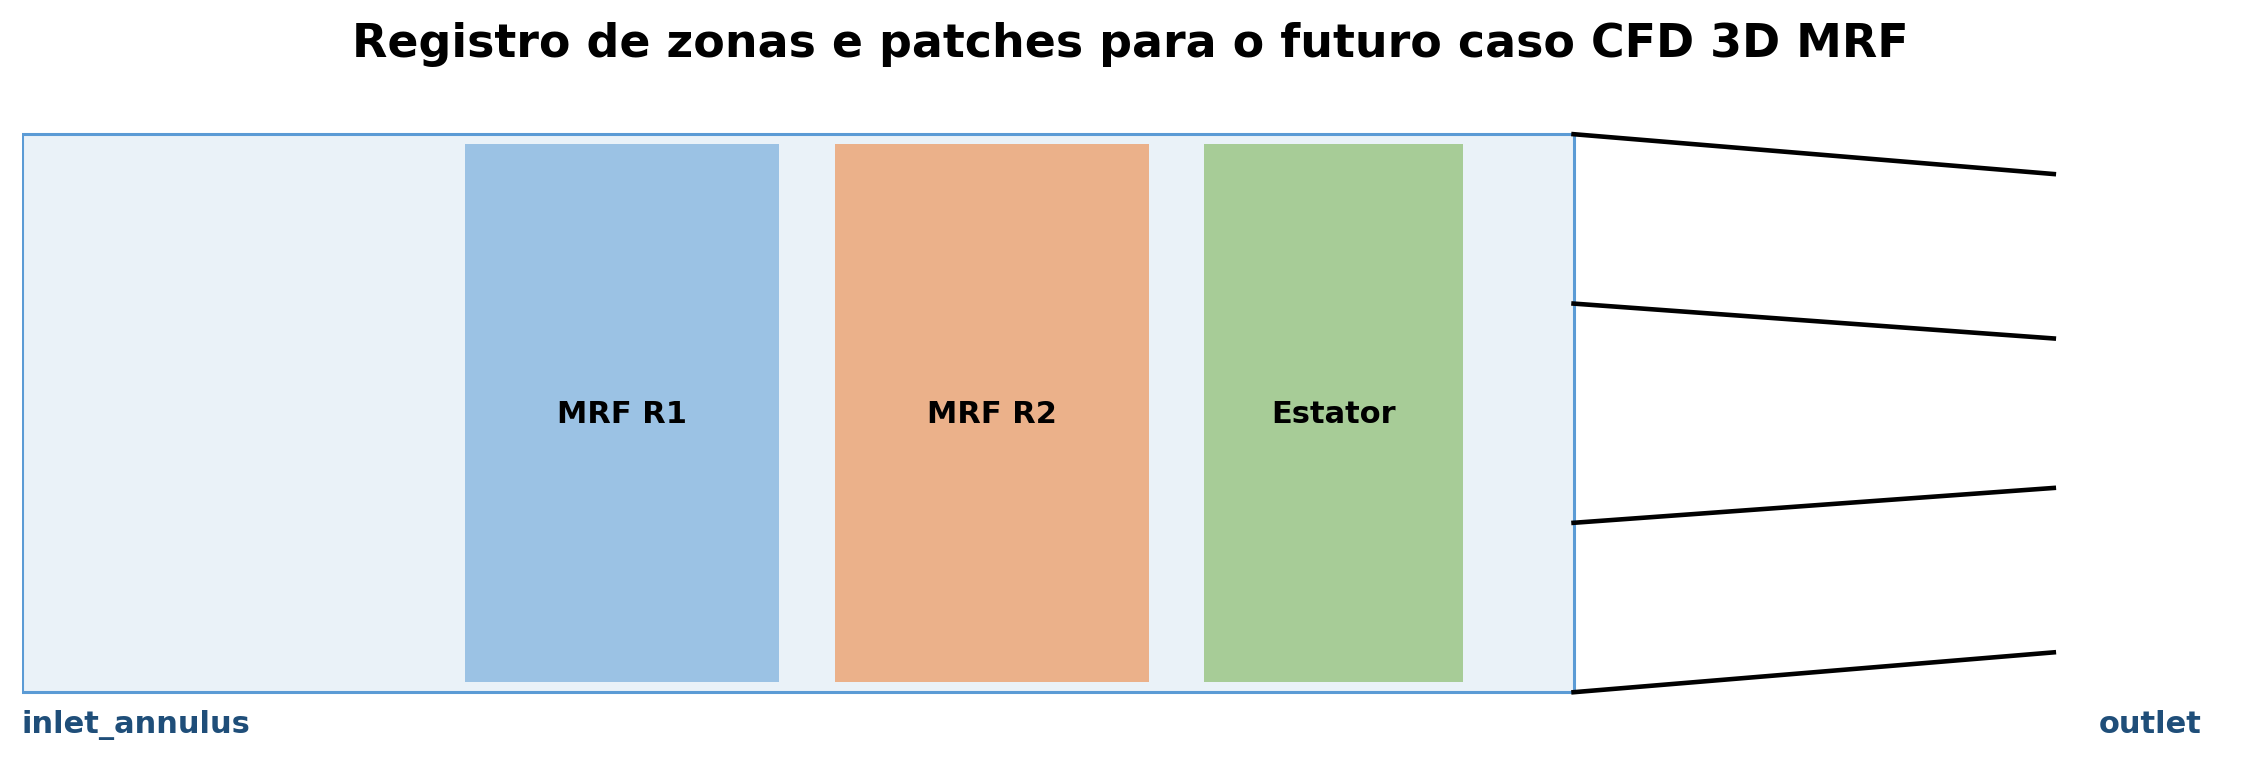 Registro de zonas e patches para o futuro caso CFD 3D MRF
MRF R1
MRF R2
Estator
inlet_annulus
outlet